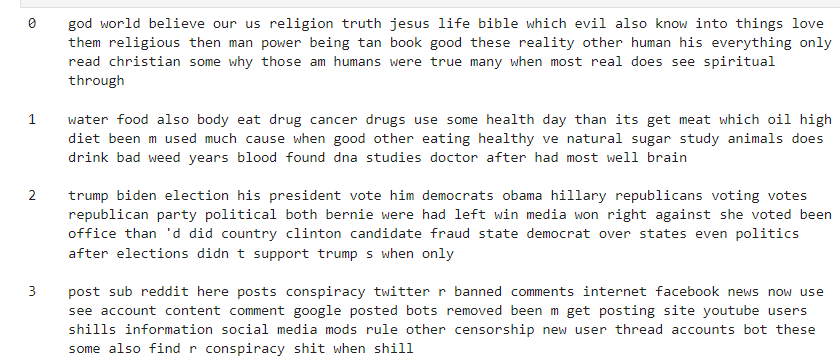 0 god world believe our us religion truth jesus life bible which evil also know into things love
them religious then man power being tan book good these reality other human his everything only
read christian some why those am humans were true many when most real does see spiritual
through
1 water food also body eat drug cancer drugs use some health day than its get meat which oil high
diet been m used much cause when good other eating healthy ve natural sugar study animals does
drink bad weed years blood found dna studies doctor after had most well brain
2 trump biden election his president vote him democrats obama hillary republicans voting votes
republican party political both bernie were had left win media won right against she voted been
office than 'd did country clinton candidate fraud state democrat over states even politics
after elections didn t support trump s when only
3 post sub reddit here posts conspiracy twitter r banned comments internet facebook news now use
see account content comment google posted bots removed been m get posting site youtube users
shills information social media mods rule other censorship new user thread accounts bot these
some also find r conspiracy shit when shill